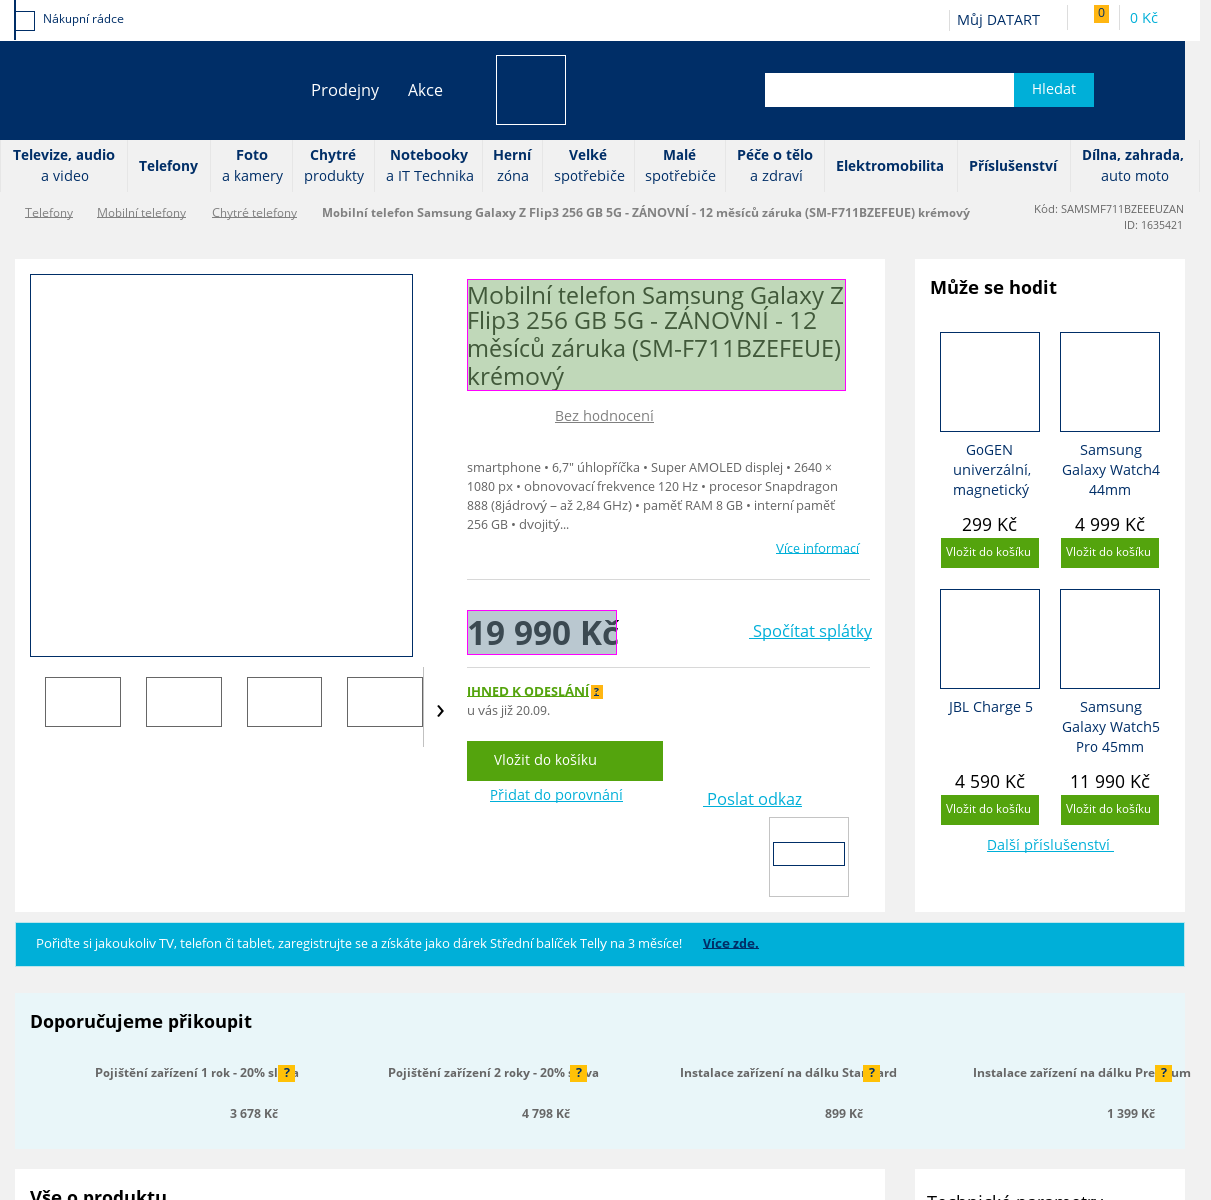 Nákupní rádce
Můj DATART
0
0 Kč
Prodejny
Akce
Hledat
Televize, audio
a video
Telefony
Foto
a kamery
Chytré
produkty
Notebooky
a IT Technika
Herní
zóna
Velké
spotřebiče
Malé
spotřebiče
Péče o tělo
a zdraví
Elektromobilita
Příslušenství
Dílna, zahrada,
auto moto
Telefony
Mobilní telefony
Chytré telefony
Mobilní telefon Samsung Galaxy Z Flip3 256 GB 5G - ZÁNOVNÍ - 12 měsíců záruka (SM-F711BZEFEUE) krémový
Kód: SAMSMF711BZEEEUZAN
ID: 1635421
Mobilní telefon Samsung Galaxy Z
Flip3 256 GB 5G - ZÁNOVNÍ - 12
měsíců záruka (SM-F711BZEFEUE)
krémový
Bez hodnocení
smartphone • 6,7" úhlopříčka • Super AMOLED displej • 2640 ×
1080 px • obnovovací frekvence 120 Hz • procesor Snapdragon
888 (8jádrový – až 2,84 GHz) • paměť RAM 8 GB • interní paměť
256 GB • dvojitý...
Více informací
19 990 Kč
Spočítat splátky
IHNED K ODESLÁNÍ ?
u vás již 20.09.
Vložit do košíku
Přidat do porovnání
Poslat odkaz
Může se hodit
GoGEN
univerzální,
magnetický
299 Kč
Vložit do košíku
Samsung
Galaxy Watch4
44mm
4 999 Kč
Vložit do košíku
JBL Charge 5
4 590 Kč
Vložit do košíku
Samsung
Galaxy Watch5
Pro 45mm
11 990 Kč
Vložit do košíku
Další příslušenství
Pořiďte si jakoukoliv TV, telefon či tablet, zaregistrujte se a získáte jako dárek Střední balíček Telly na 3 měsíce!
Více zde.
Doporučujeme přikoupit
Pojištění zařízení 1 rok - 20% sleva
?
3 678 Kč
Pojištění zařízení 2 roky - 20% sleva
?
4 798 Kč
Instalace zařízení na dálku Standard
?
899 Kč
Instalace zařízení na dálku Premium
?
1 399 Kč
Vše o produktu
Technické parametry